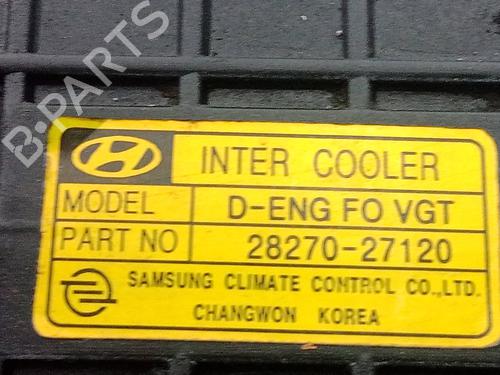 B-PARTS
INTER COOLER
MODEL D-ENG FO VGT
PART NO 28270-27120
SAMSUNG CLIMATE CONTROL CO.,LTD.
CHANGWON KOREA